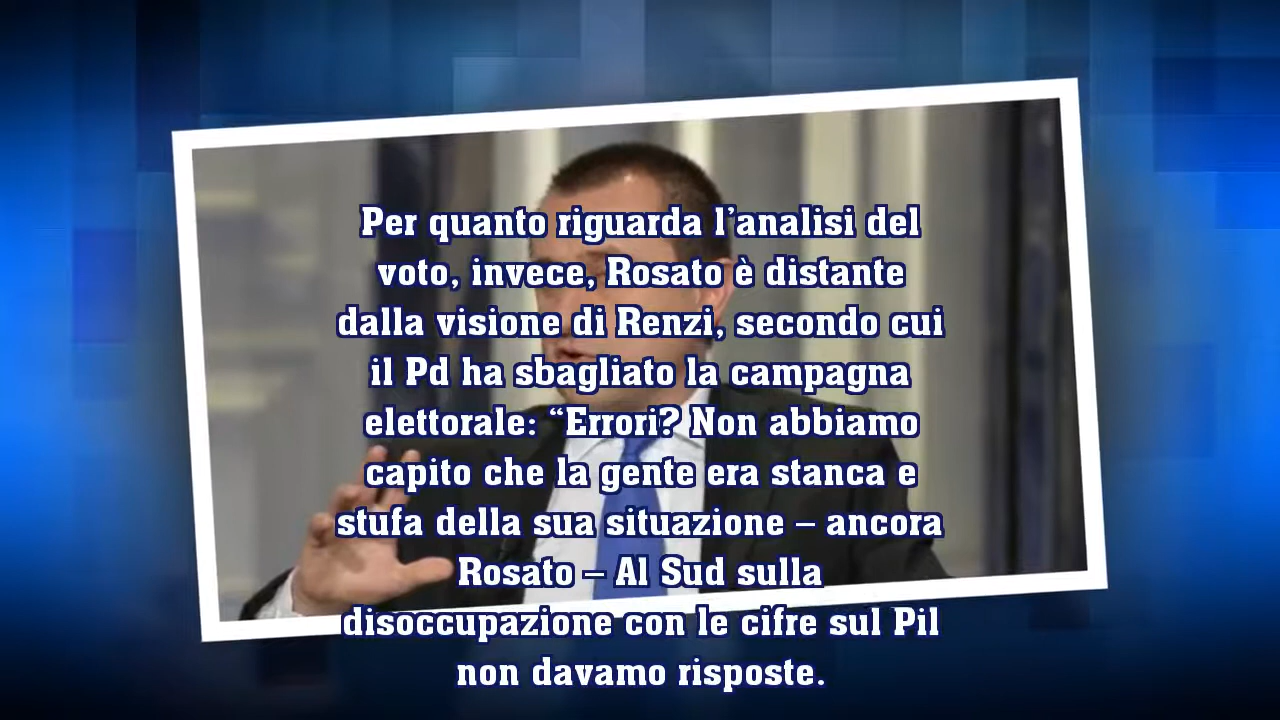 Per quanto riguarda l’analisi del
voto, invece, Rosato è distante
dalla visione di Renzi, secondo cui
il Pd ha sbagliato la campagna
elettorale: “Errori? Non abbiamo
capito che la gente era stanca e
stufa della sua situazione – ancora
Rosato – Al Sud sulla
disoccupazione con le cifre sul Pil
non davamo risposte.